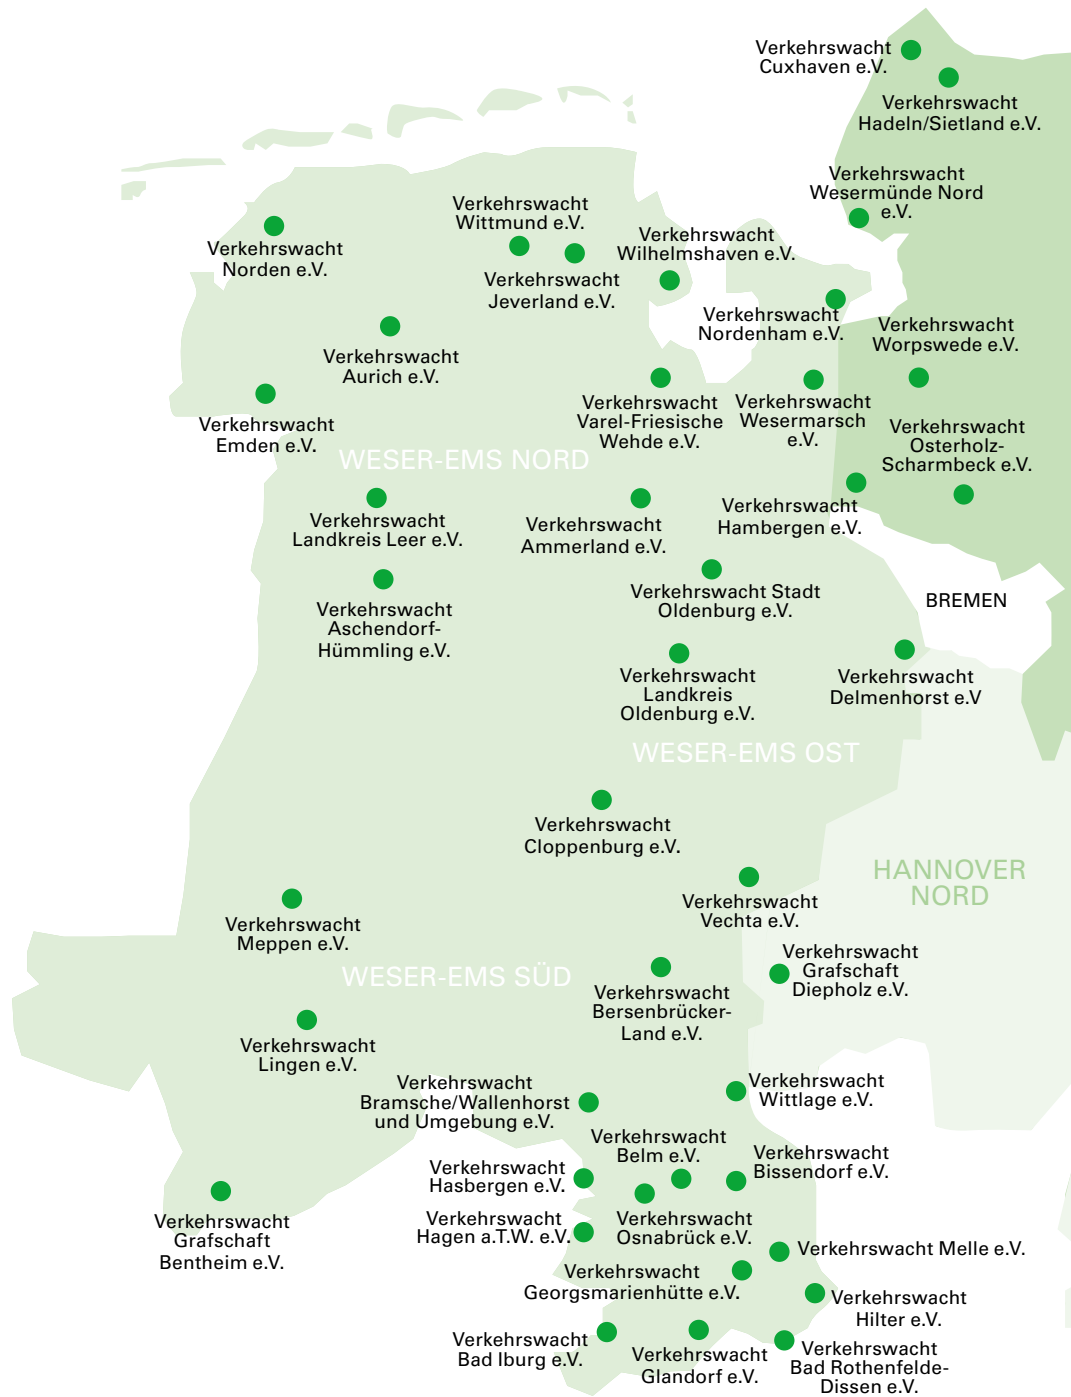 Verkehrswacht
Cuxhaven e.V.
Verkehrswacht
Hadeln/Sietland e.V.
Verkehrswacht
Wesermünde Nord
e.V.
Verkehrswacht
Wittmund e.V.
Verkehrswacht
Wilhelmshaven e.V.
Verkehrswacht
Norden e.V.
Verkehrswacht
Jeverland e.V.
Verkehrswacht
Nordenham e.V.
Verkehrswacht
Worpswede e.V.
Verkehrswacht
Aurich e.V.
Verkehrswacht
Varel-Friesische
Wehde e.V.
Verkehrswacht
Wesermarsch
e.V.
Verkehrswacht
Emden e.V.
Verkehrswacht
Osterholz-
Scharmbeck e.V.
WESER-EMS NORD
Verkehrswacht
Landkreis Leer e.V.
Verkehrswacht
Ammerland e.V.
Verkehrswacht
Hambergen e.V.
Verkehrswacht
Aschendorf-
Hümmling e.V.
Verkehrswacht Stadt
Oldenburg e.V.
BREMEN
Verkehrswacht
Landkreis
Oldenburg e.V.
Verkehrswacht
Delmenhorst e.V
WESER-EMS OST
Verkehrswacht
Cloppenburg e.V.
HANNOVER
NORD
Verkehrswacht
Vechta e.V.
Verkehrswacht
Meppen e.V.
WESER-EMS SÜD
Verkehrswacht
Grafschaft
Diepholz e.V.
Verkehrswacht
Bersenbrücker-
Land e.V.
Verkehrswacht
Lingen e.V.
Verkehrswacht
Bramsche/Wallenhorst
und Umgebung e.V.
Verkehrswacht
Wittlage e.V.
Verkehrswacht
Belm e.V.
Verkehrswacht
Bissendorf e.V.
Verkehrswacht
Hasbergen e.V.
Verkehrswacht
Grafschaft
Bentheim e.V.
Verkehrswacht
Hagen a.T.W. e.V.
Verkehrswacht
Osnabrück e.V.
Verkehrswacht Melle e.V.
Verkehrswacht
Georgsmarienhütte e.V.
Verkehrswacht
Hilter e.V.
Verkehrswacht
Bad Iburg e.V.
Verkehrswacht
Glandorf e.V.
Verkehrswacht
Bad Rothenfelde-
Dissen e.V.